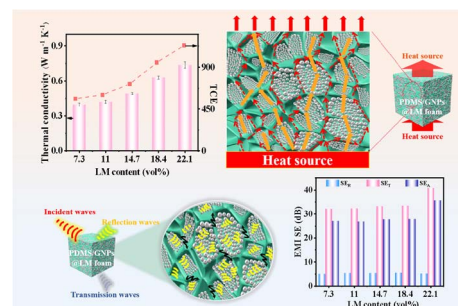 Thermal conductivity (W m⁻¹ K⁻¹)
0.9
0.6
0.3
0.0
7.3 11 14.7 18.4 22.1
LM content (vol%)
900
450
0
TCE
Heat source
Heat source
PDMS/GNPs
@LM foam
Heat source
Incident waves
Reflection waves
PDMS/GNPs
@LM foam
Transmission waves
SE_R SE_T SE_A
EMI SE (dB)
40
30
20
10
0
7.3 11 14.7 18.4 22.1
LM content (vol%)